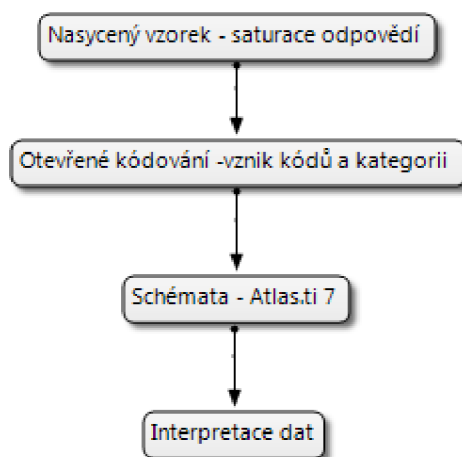 Nasycený vzorek - saturace odpovědí
Otevřené kódování -vznik kódů a kategorii
Schémata - Atlas.ti 7
Interpretace dat